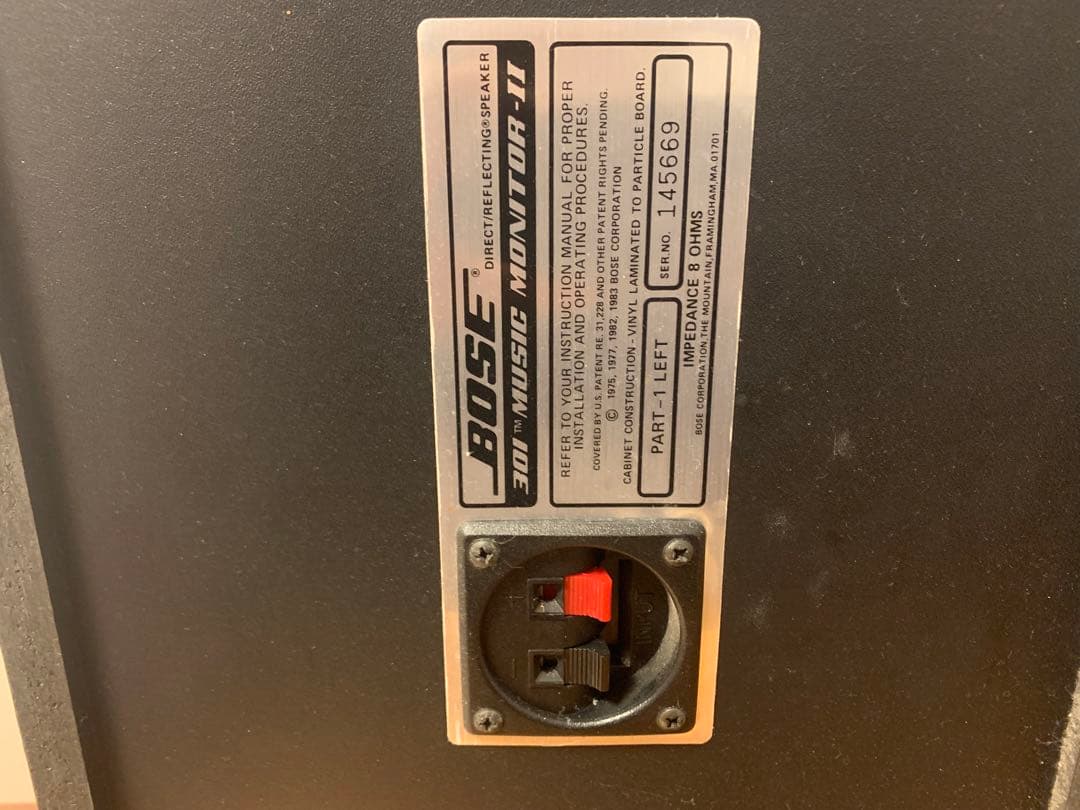 BOSE®
DIRECT/REFLECTING® SPEAKER
301™ MUSIC MONITOR-II
REFER TO YOUR INSTRUCTION MANUAL FOR PROPER
INSTALLATION AND OPERATING PROCEDURES.
COVERED BY U.S. PATENT RE. 31,228 AND OTHER PATENT RIGHTS PENDING.
© 1975, 1977, 1982, 1983 BOSE CORPORATION
CABINET CONSTRUCTION - VINYL LAMINATED TO PARTICLE BOARD.
PART-1 LEFT
SER.NO. 145669
IMPEDANCE 8 OHMS
BOSE CORPORATION, THE MOUNTAIN, FRAMINGHAM, MA 01701
+
-
INPUT